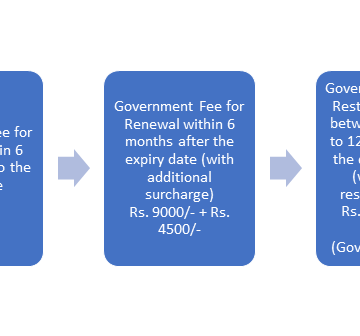 ee for
in 6
o the
e
Government Fee for
Renewal within 6
months after the
expiry date (with
additional
surcharge)
Rs. 9000/- + Rs.
4500/-
Gover
Rest
betw
to 12
the
(
res
Rs.
(Gov